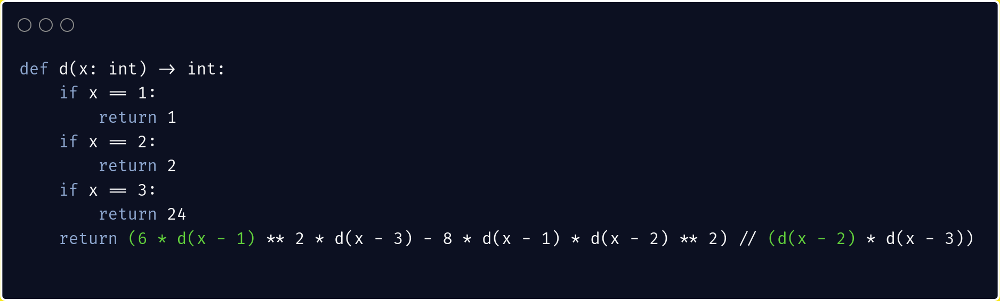 def d(x: int) -> int:
    if x == 1:
        return 1
    if x == 2:
        return 2
    if x == 3:
        return 24
    return (6 * d(x - 1) ** 2 * d(x - 3) - 8 * d(x - 1) * d(x - 2) ** 2) // (d(x - 2) * d(x - 3))